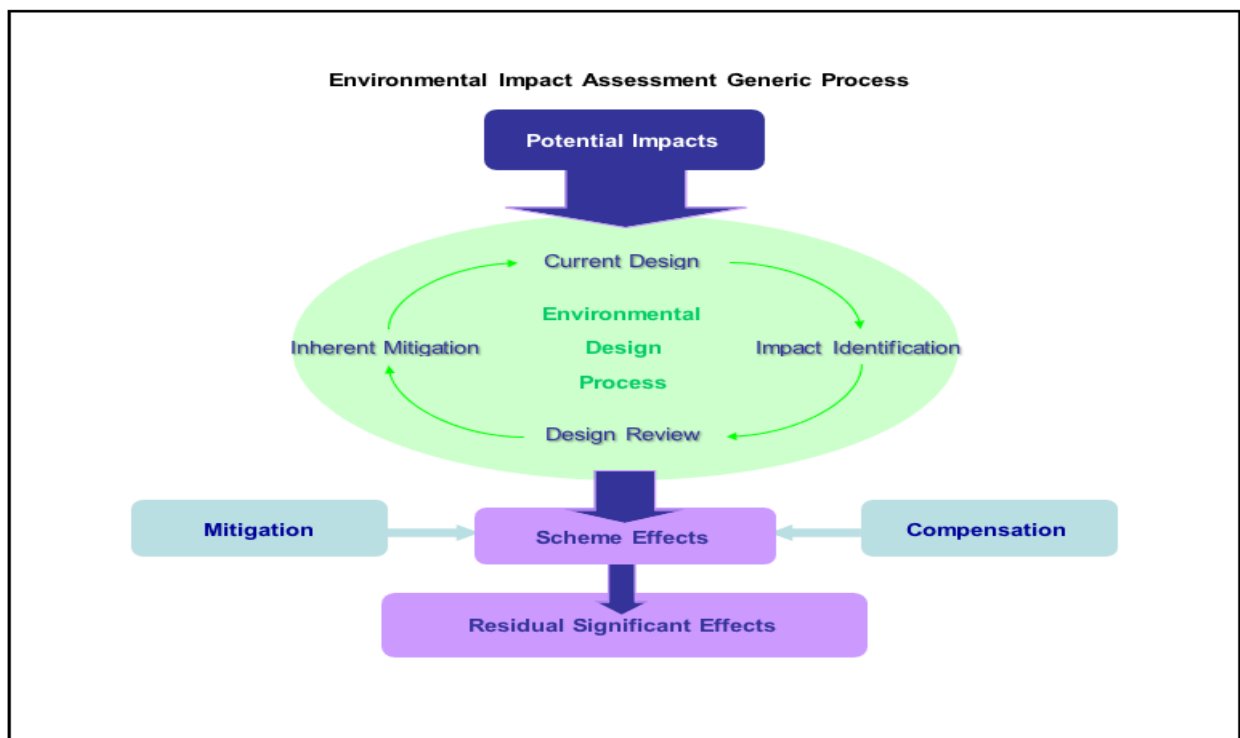 Environmental Impact Assessment Generic Process
Potential Impacts
Current Design
Environmental
Design
Process
Inherent Mitigation
Impact Identification
Design Review
Mitigation
Scheme Effects
Compensation
Residual Significant Effects